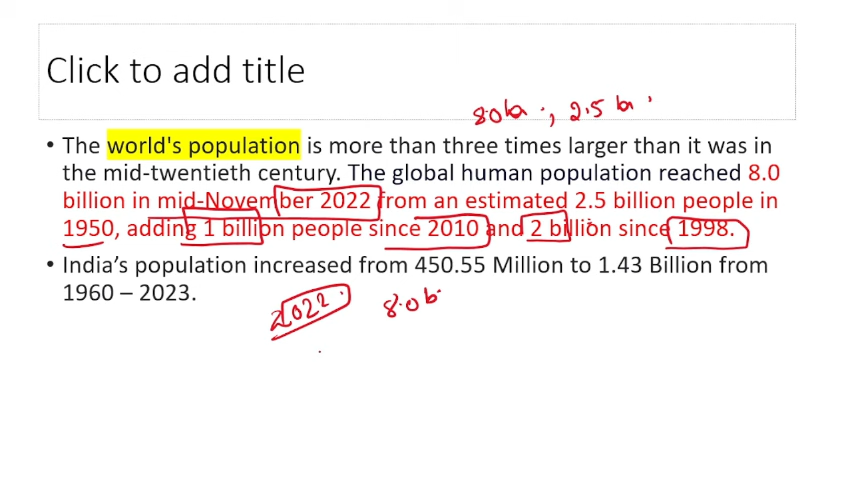 Click to add title
8.0 b , 2.5 b
• The world's population is more than three times larger than it was in
the mid-twentieth century. The global human population reached 8.0
billion in mid-November 2022 from an estimated 2.5 billion people in
1950, adding 1 billion people since 2010 and 2 billion since 1998.
• India’s population increased from 450.55 Million to 1.43 Billion from
1960 – 2023.
2022. 8.0 b.